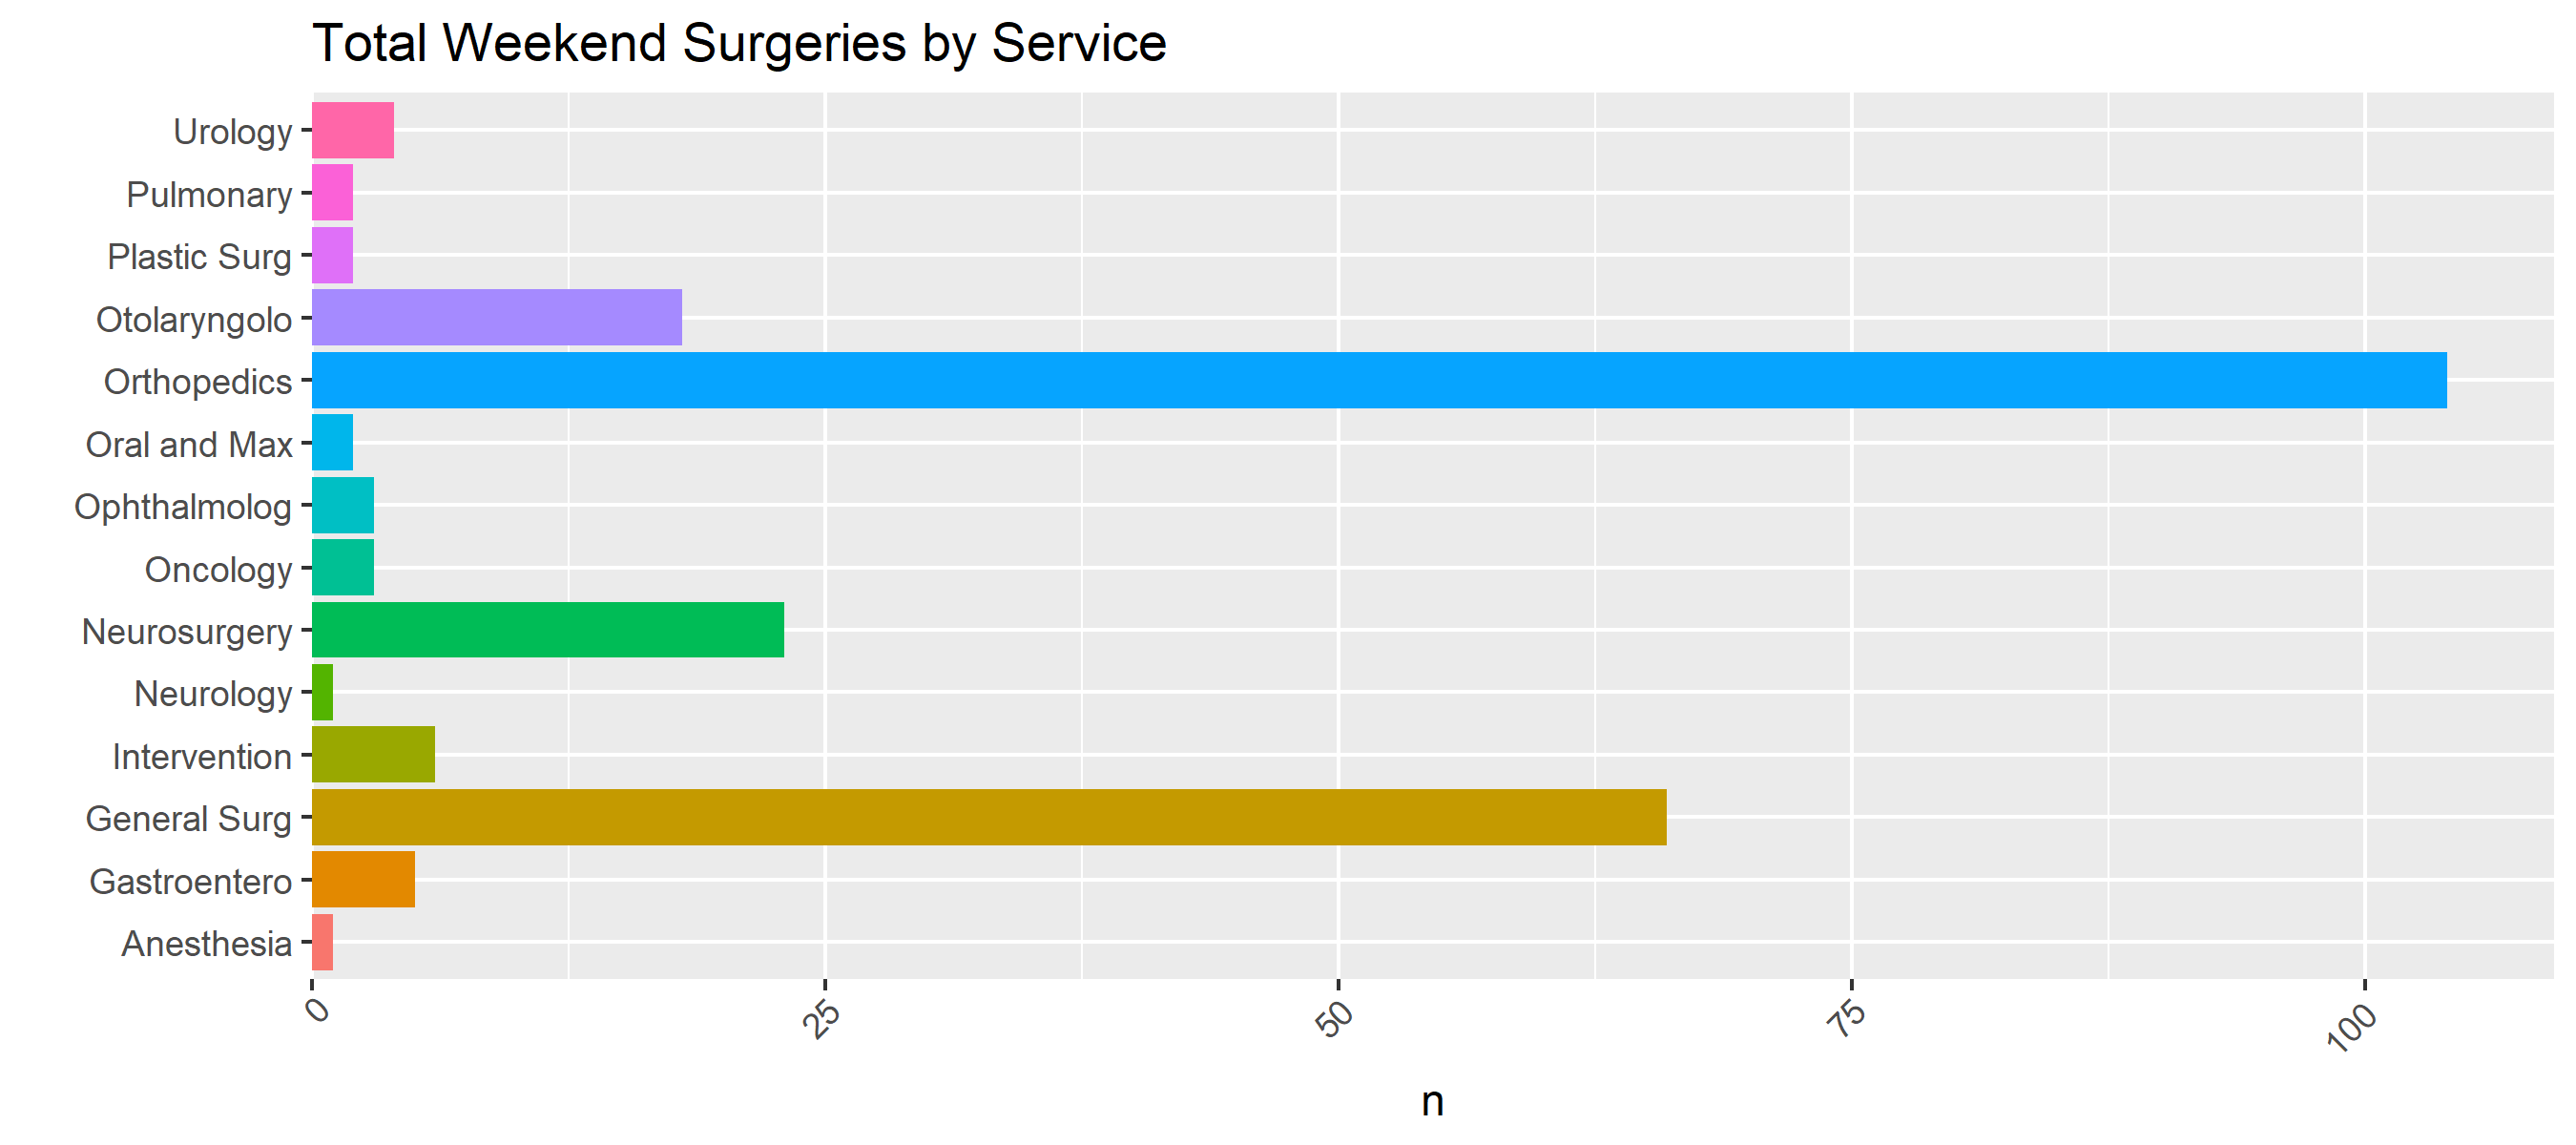 Total Weekend Surgeries by Service
Urology
Pulmonary
Plastic Surg
Otolaryngolo
Orthopedics
Oral and Max
Ophthalmolog
Oncology
Neurosurgery
Neurology
Intervention
General Surg
Gastroentero
Anesthesia
0 25 50 75 100
n